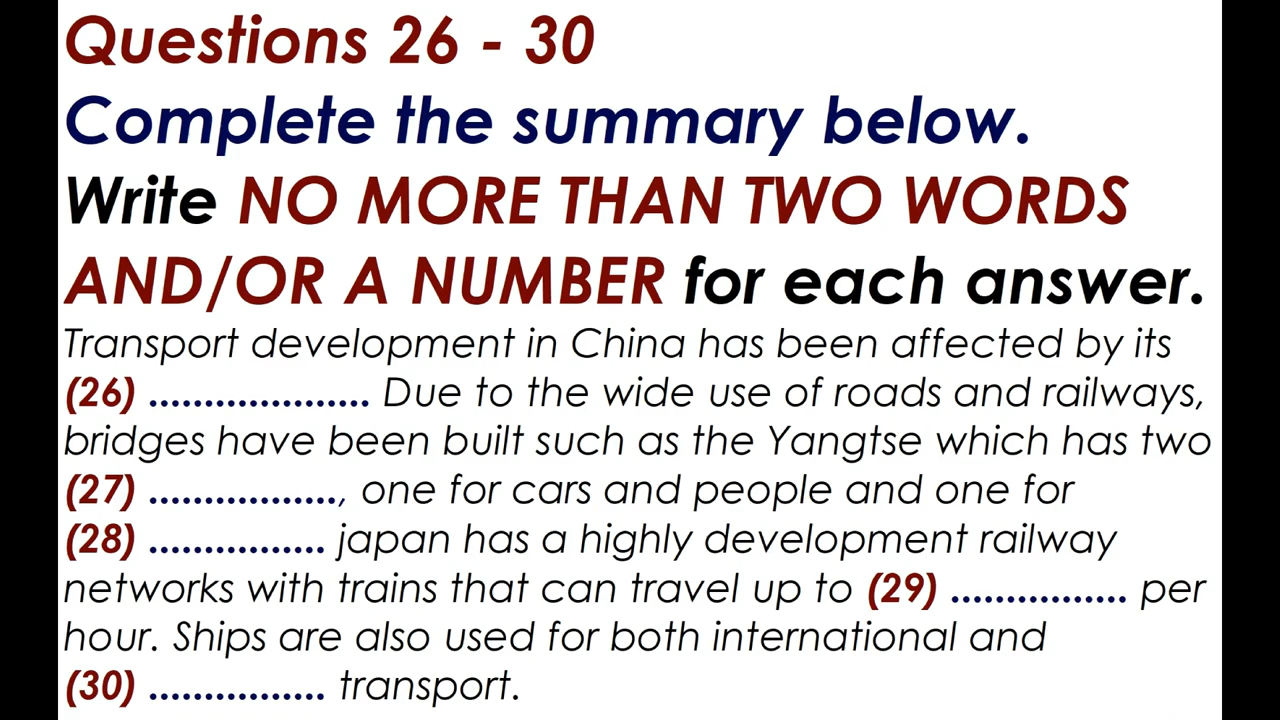 Questions 26 - 30
Complete the summary below.
Write NO MORE THAN TWO WORDS
AND/OR A NUMBER for each answer.
Transport development in China has been affected by its
(26) .................... Due to the wide use of roads and railways,
bridges have been built such as the Yangtse which has two
(27) ................., one for cars and people and one for
(28) ................ japan has a highly development railway
networks with trains that can travel up to (29) ................ per
hour. Ships are also used for both international and
(30) ................ transport.